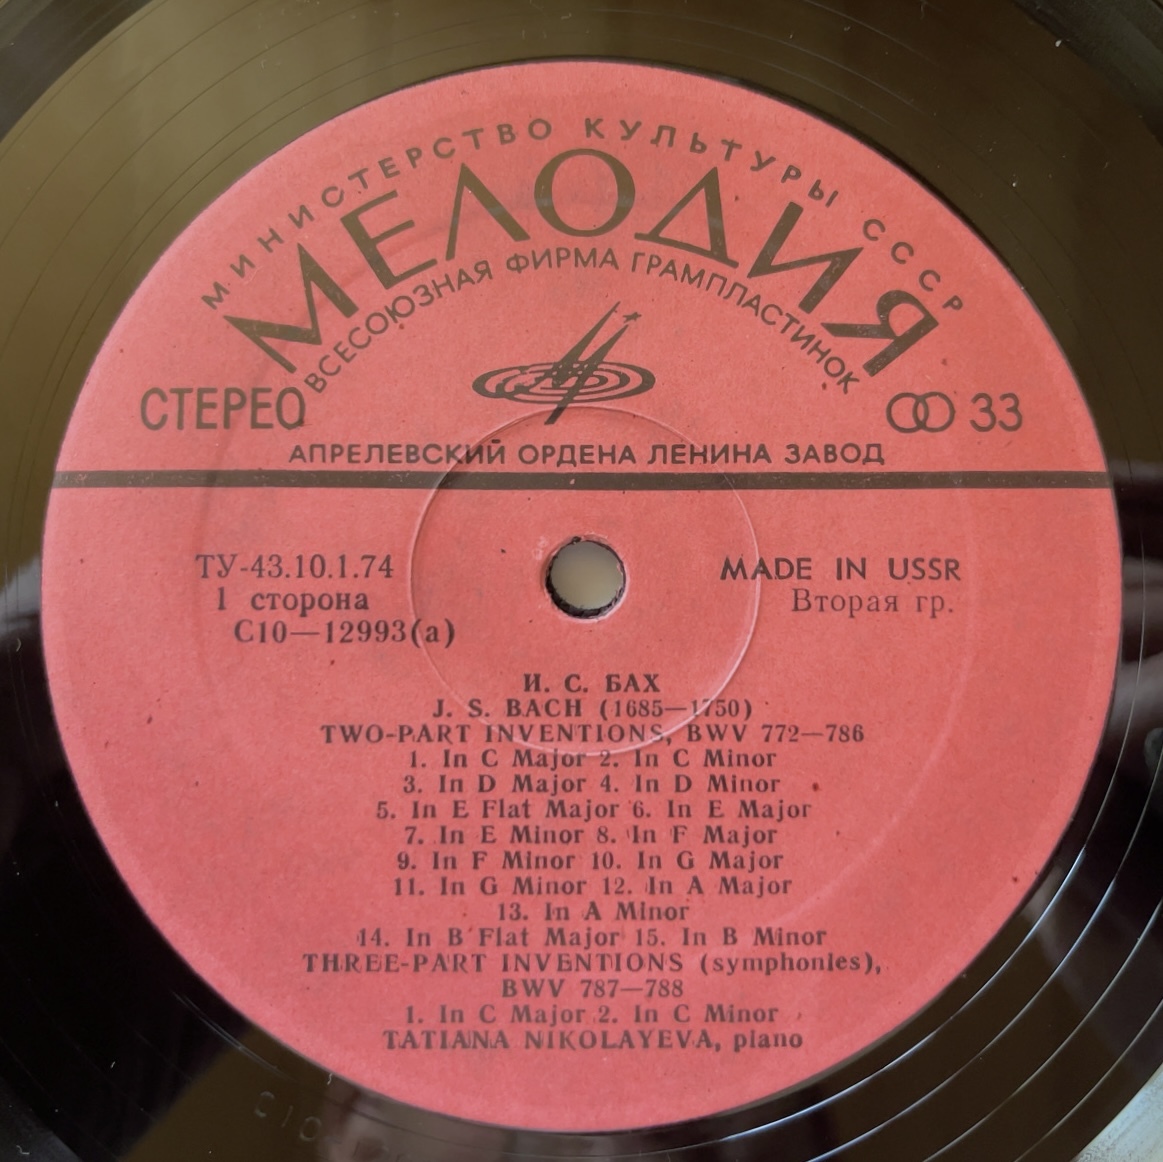 МИНИСТЕРСТВО КУЛЬТУРЫ СССР
МЕЛОДИЯ
ВСЕСОЮЗНАЯ ФИРМА ГРАМПЛАСТИНОК
СТЕРЕО
33
АПРЕЛЕВСКИЙ ОРДЕНА ЛЕНИНА ЗАВОД
ТУ-43.10.1.74
1 сторона
С10—12993(а)
MADE IN USSR
Вторая гр.
И. С. БАХ
J. S. BACH (1685—1750)
TWO-PART INVENTIONS, BWV 772—786
1. In C Major 2. In C Minor
3. In D Major 4. In D Minor
5. In E Flat Major 6. In E Major
7. In E Minor 8. In F Major
9. In F Minor 10. In G Major
11. In G Minor 12. In A Major
13. In A Minor
14. In B Flat Major 15. In B Minor
THREE-PART INVENTIONS (symphonies),
BWV 787—788
1. In C Major 2. In C Minor
TATIANA NIKOLAYEVA, piano